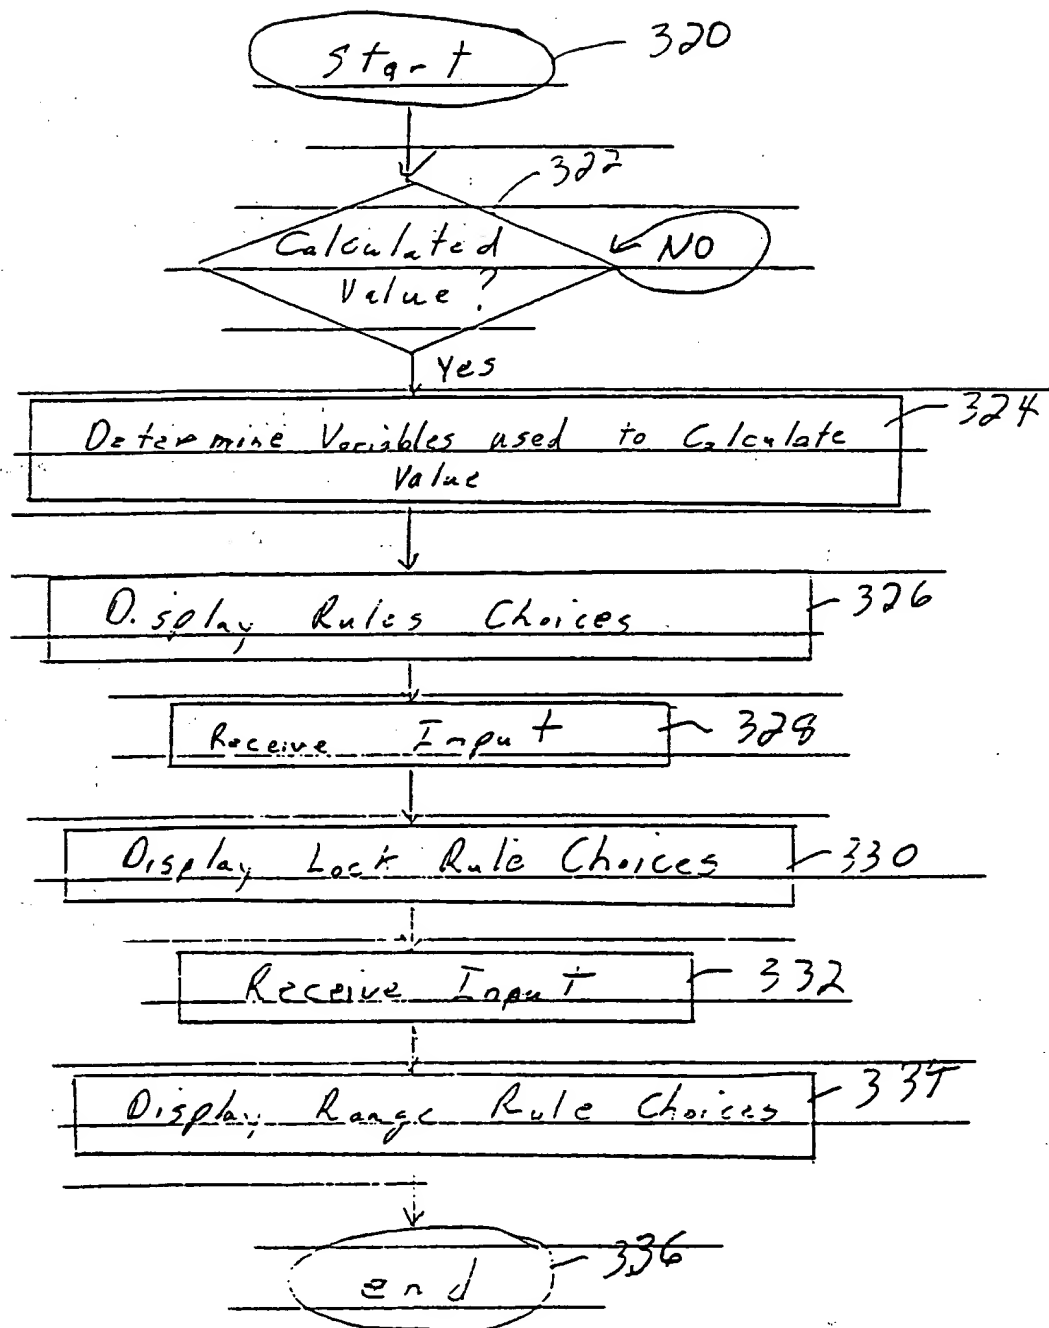 Start 320
322
Calculated
NO
Value?
Yes
324
Determine Variables used to Calculate
Value
Display Rules Choices 326
Receive Input 328
Display Lock Rule Choices 330
Receive Input 332
Display Range Rule Choices 334
end 336